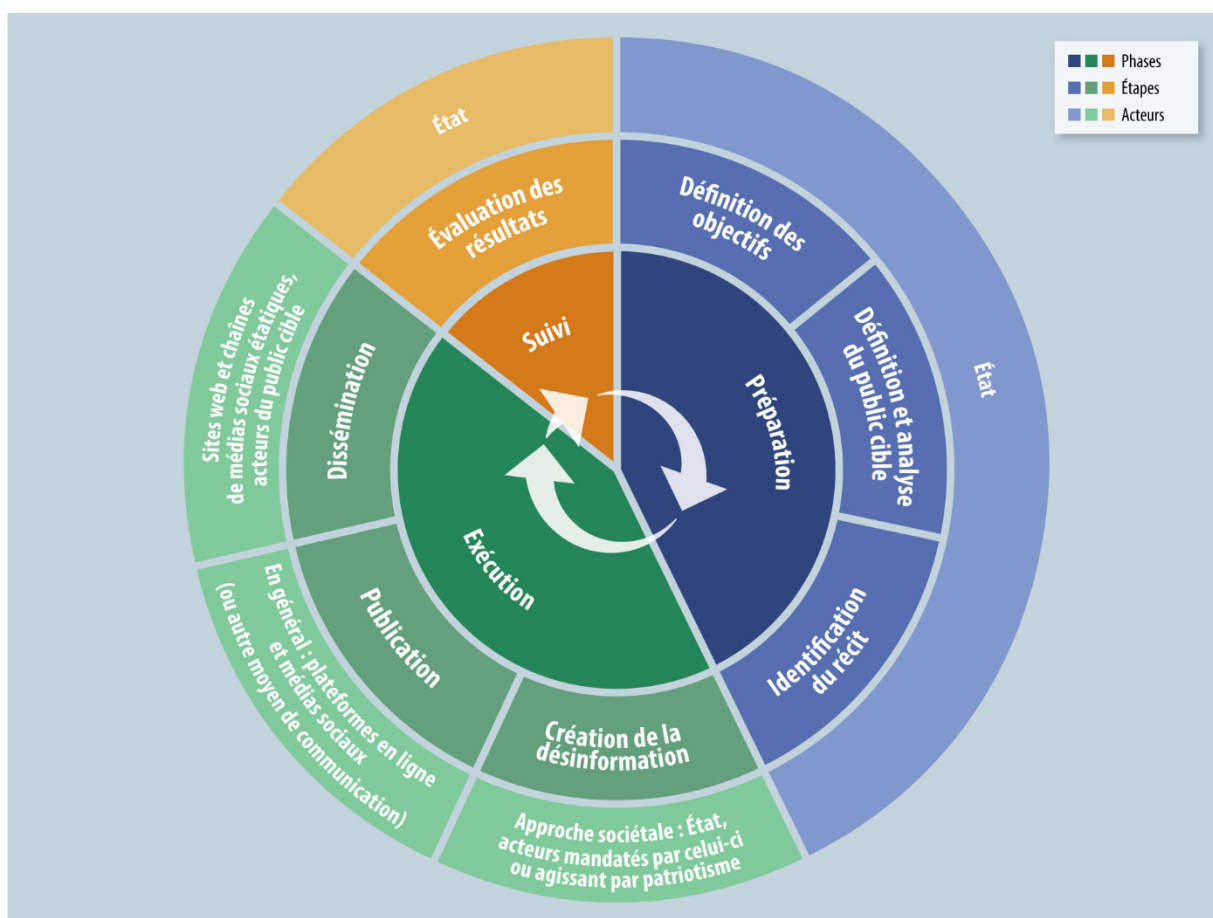 Phases
Étapes
Acteurs
État
Définition des
objectifs
Définition et analyse
du public cible
Identification
du récit
Préparation
Approche sociétale : État,
acteurs mandatés par celui-ci
ou agissant par patriotisme
Création de la
désinformation
Exécution
En général : plateformes en ligne
et médias sociaux
(ou autre moyen de communication)
Publication
Sites web et chaînes
de médias sociaux étatiques,
acteurs du public cible
Dissémination
État
Évaluation des
résultats
Suivi